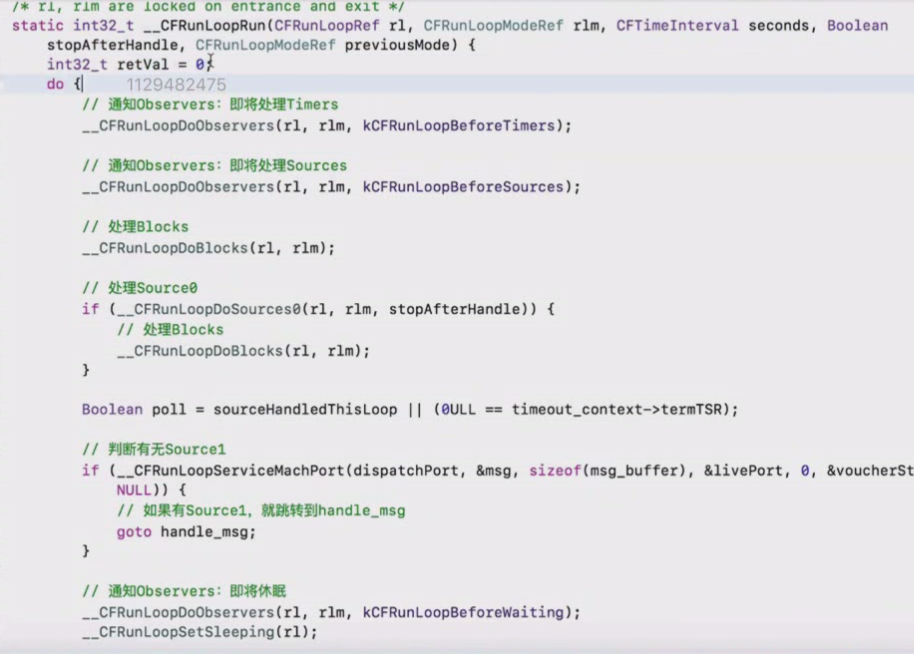 /* rl, rlm are locked on entrance and exit */
static int32_t __CFRunLoopRun(CFRunLoopRef rl, CFRunLoopModeRef rlm, CFTimeInterval seconds, Boolean
stopAfterHandle, CFRunLoopModeRef previousMode) {
int32_t retVal = 0;
do {
1129482475
// 通知Observers：即将处理Timers
__CFRunLoopDoObservers(rl, rlm, kCFRunLoopBeforeTimers);
// 通知Observers：即将处理Sources
__CFRunLoopDoObservers(rl, rlm, kCFRunLoopBeforeSources);
// 处理Blocks
__CFRunLoopDoBlocks(rl, rlm);
// 处理Source0
if (__CFRunLoopDoSources0(rl, rlm, stopAfterHandle)) {
// 处理Blocks
__CFRunLoopDoBlocks(rl, rlm);
}
Boolean poll = sourceHandledThisLoop || (0ULL == timeout_context->termTSR);
// 判断有无Source1
if (__CFRunLoopServiceMachPort(dispatchPort, &msg, sizeof(msg_buffer), &livePort, 0, &voucherSt
NULL)) {
// 如果有Source1，就跳转到handle_msg
goto handle_msg;
}
// 通知Observers：即将休眠
__CFRunLoopDoObservers(rl, rlm, kCFRunLoopBeforeWaiting);
__CFRunLoopSetSleeping(rl);